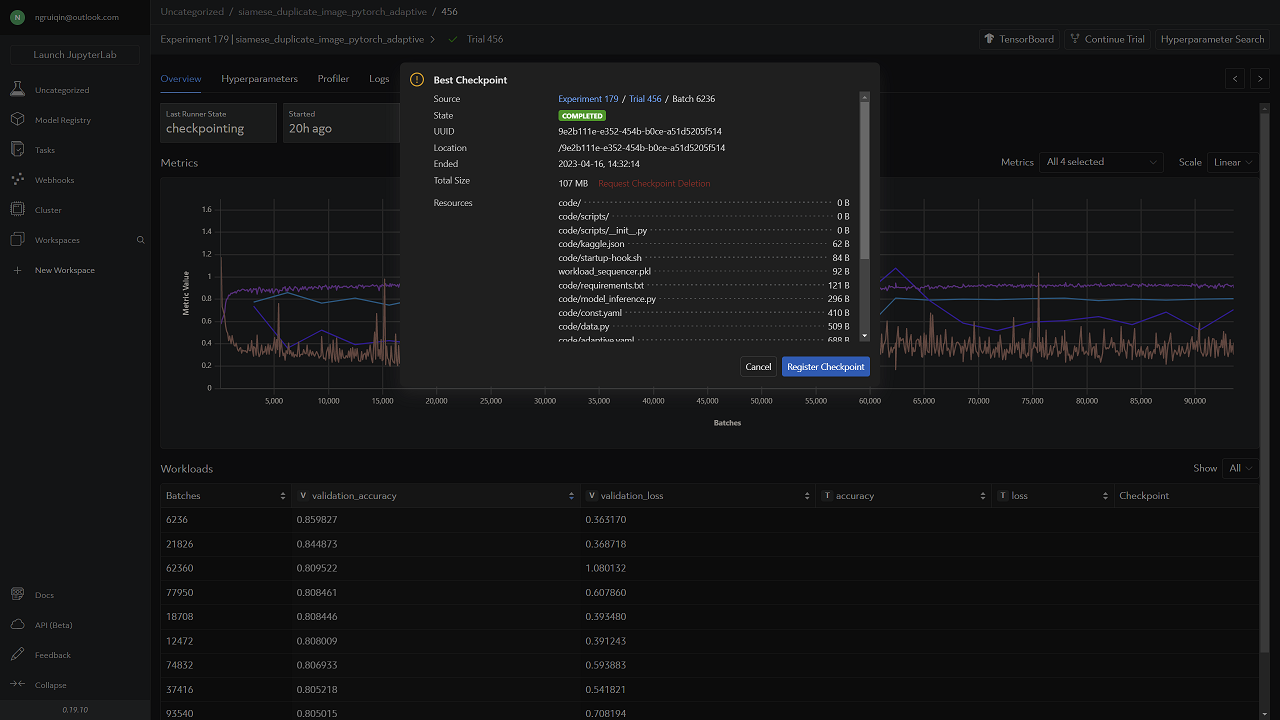 N ngruiqin@outlook.com
Uncategorized / siamese_duplicate_image_pytorch_adaptive / 456
Experiment 179 | siamese_duplicate_image_pytorch_adaptive > Trial 456
TensorBoard
Continue Trial
Hyperparameter Search
Launch JupyterLab
Uncategorized
Model Registry
Tasks
Webhooks
Cluster
Workspaces
New Workspace
Docs
API (Beta)
Feedback
Collapse
0.19.10
Overview Hyperparameters Profiler Logs
Last Runner State
checkpointing
Started
20h ago
Metrics
Metrics All 4 selected Scale Linear
Best Checkpoint
Source Experiment 179 / Trial 456 / Batch 6236
State COMPLETED
UUID 9e2b111e-e352-454b-b0ce-a51d5205f514
Location /9e2b111e-e352-454b-b0ce-a51d5205f514
Ended 2023-04-16, 14:32:14
Total Size 107 MB Request Checkpoint Deletion
Resources code/ 0 B
code/scripts/ 0 B
code/scripts/__init__.py 0 B
code/kaggle.json 62 B
code/startup-hook.sh 84 B
workload_sequencer.pkl 92 B
code/requirements.txt 121 B
code/model_inference.py 296 B
code/const.yaml 410 B
code/data.py 509 B
code/adaptive.yaml 688 B
Cancel Register Checkpoint
Metric Value
1.6
1.4
1.2
1
0.8
0.6
0.4
0.2
0
5,000 10,000 15,000 20,000 25,000 30,000 35,000 40,000 45,000 50,000 55,000 60,000 65,000 70,000 75,000 80,000 85,000 90,000
Batches
Workloads
Show All
Batches V validation_accuracy V validation_loss T accuracy T loss Checkpoint
6236 0.859827 0.363170
21826 0.844873 0.368718
62360 0.809522 1.080132
77950 0.808461 0.607860
18708 0.808446 0.393480
12472 0.808009 0.391243
74832 0.806933 0.593883
37416 0.805218 0.541821
93540 0.805015 0.708194